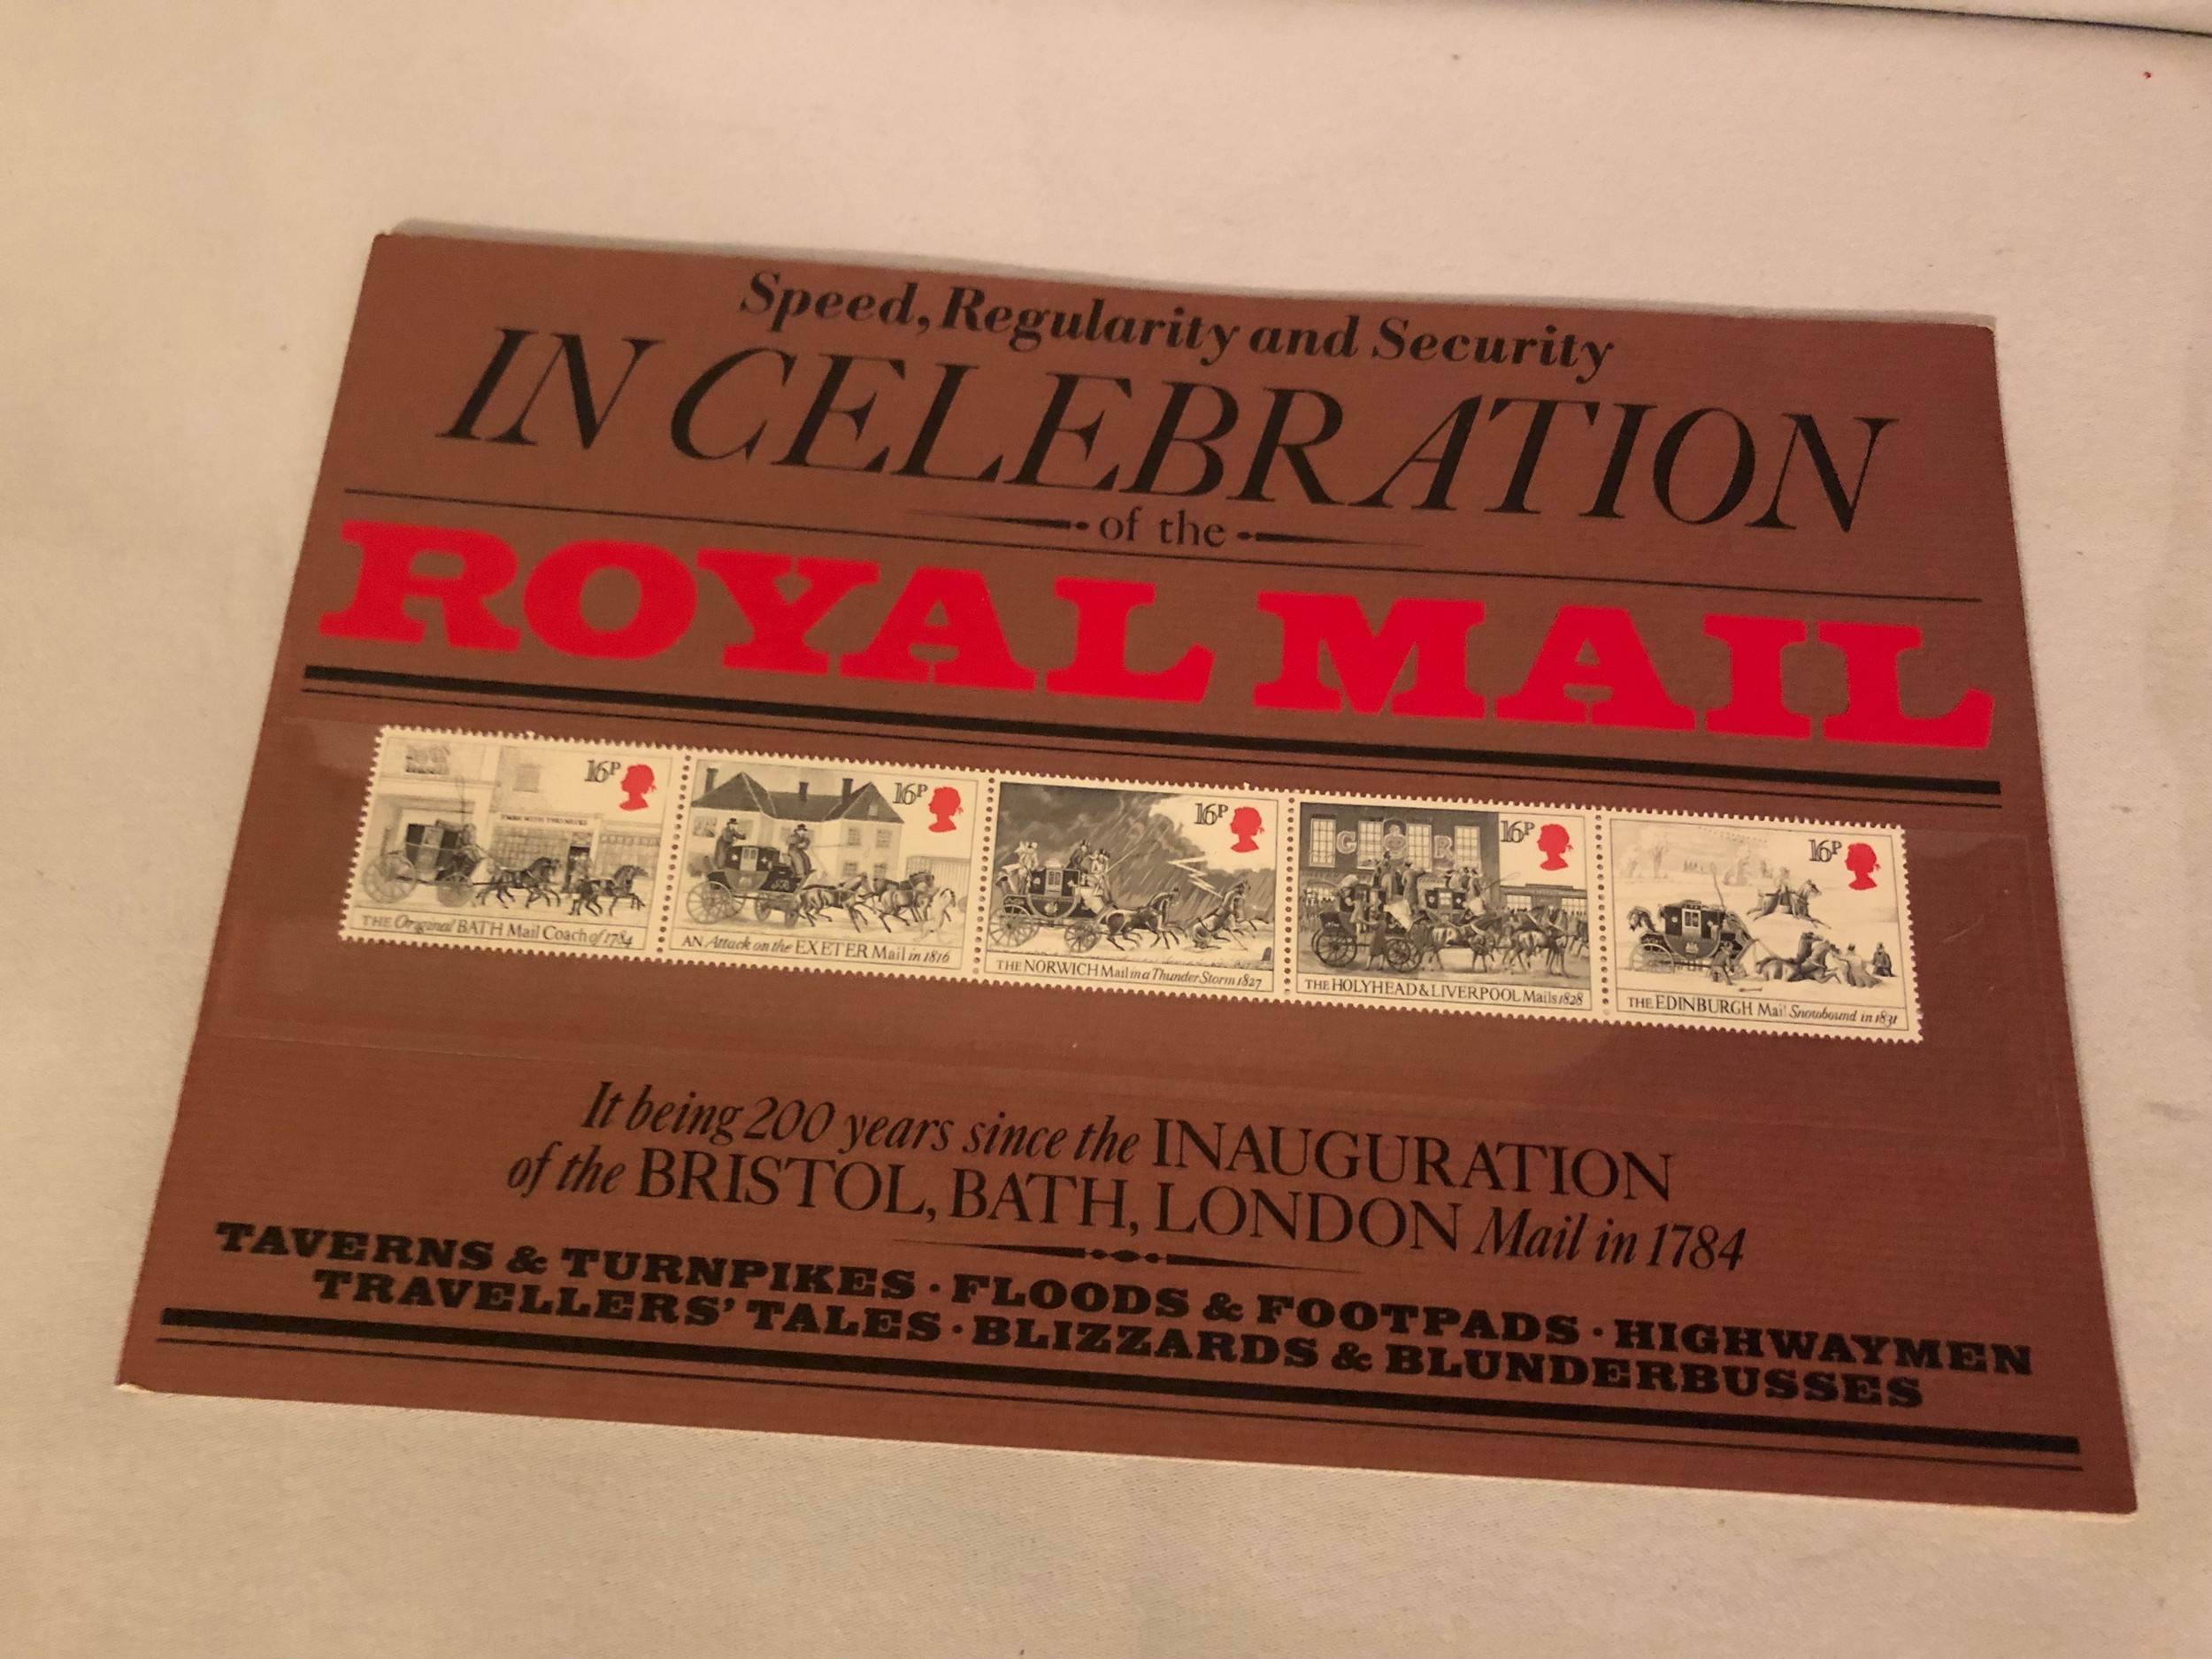 Speed, Regularity and Security
IN CELEBRATION
of the
ROYAL MAIL
16P
THE Original BATH Mail Coach of 1784
16P
AN Attack on the EXETER Mail in 1816
16P
THE NORWICH Mail in a Thunder Storm 1827
G R
16P
THE HOLYHEAD & LIVERPOOL Mails 1828
16P
THE EDINBURGH Mail Snowbound in 1831
It being 200 years since the INAUGURATION
of the BRISTOL, BATH, LONDON Mail in 1784
TAVERNS & TURNPIKES · FLOODS & FOOTPADS · HIGHWAYMEN
TRAVELLERS' TALES · BLIZZARDS & BLUNDERBUSSES